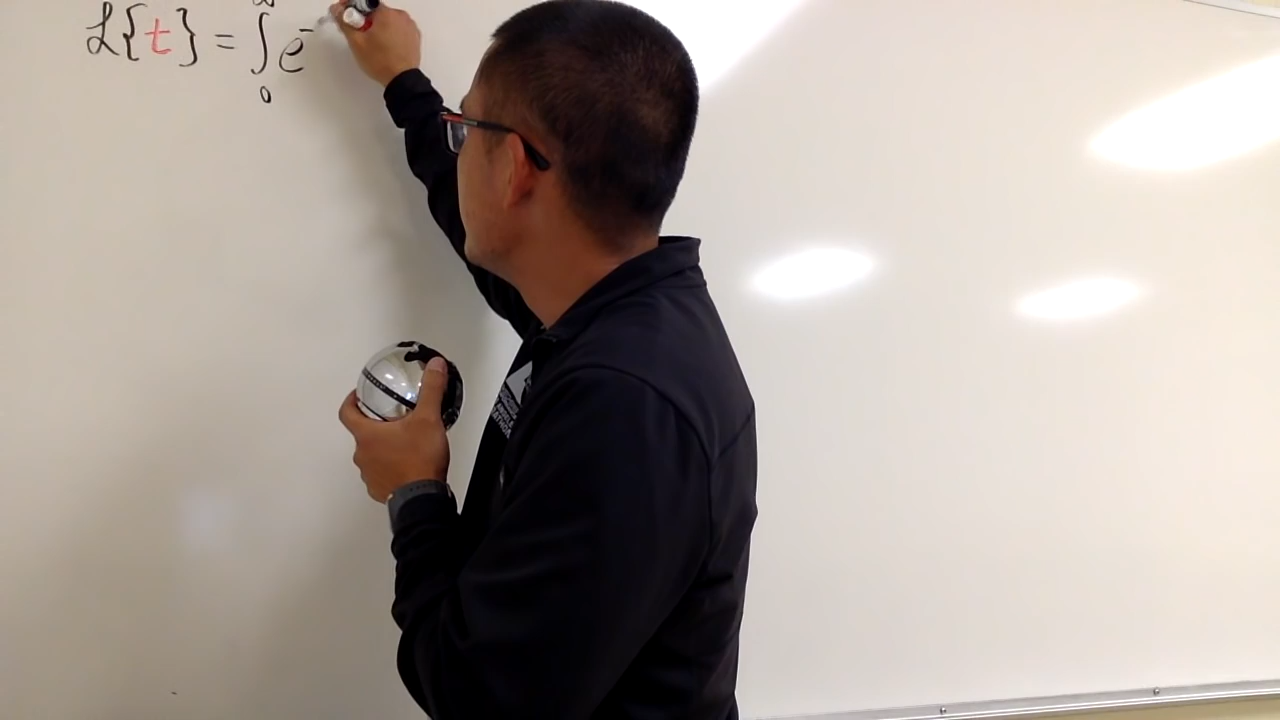 ℒ{t} = ∫₀^∞ e^-